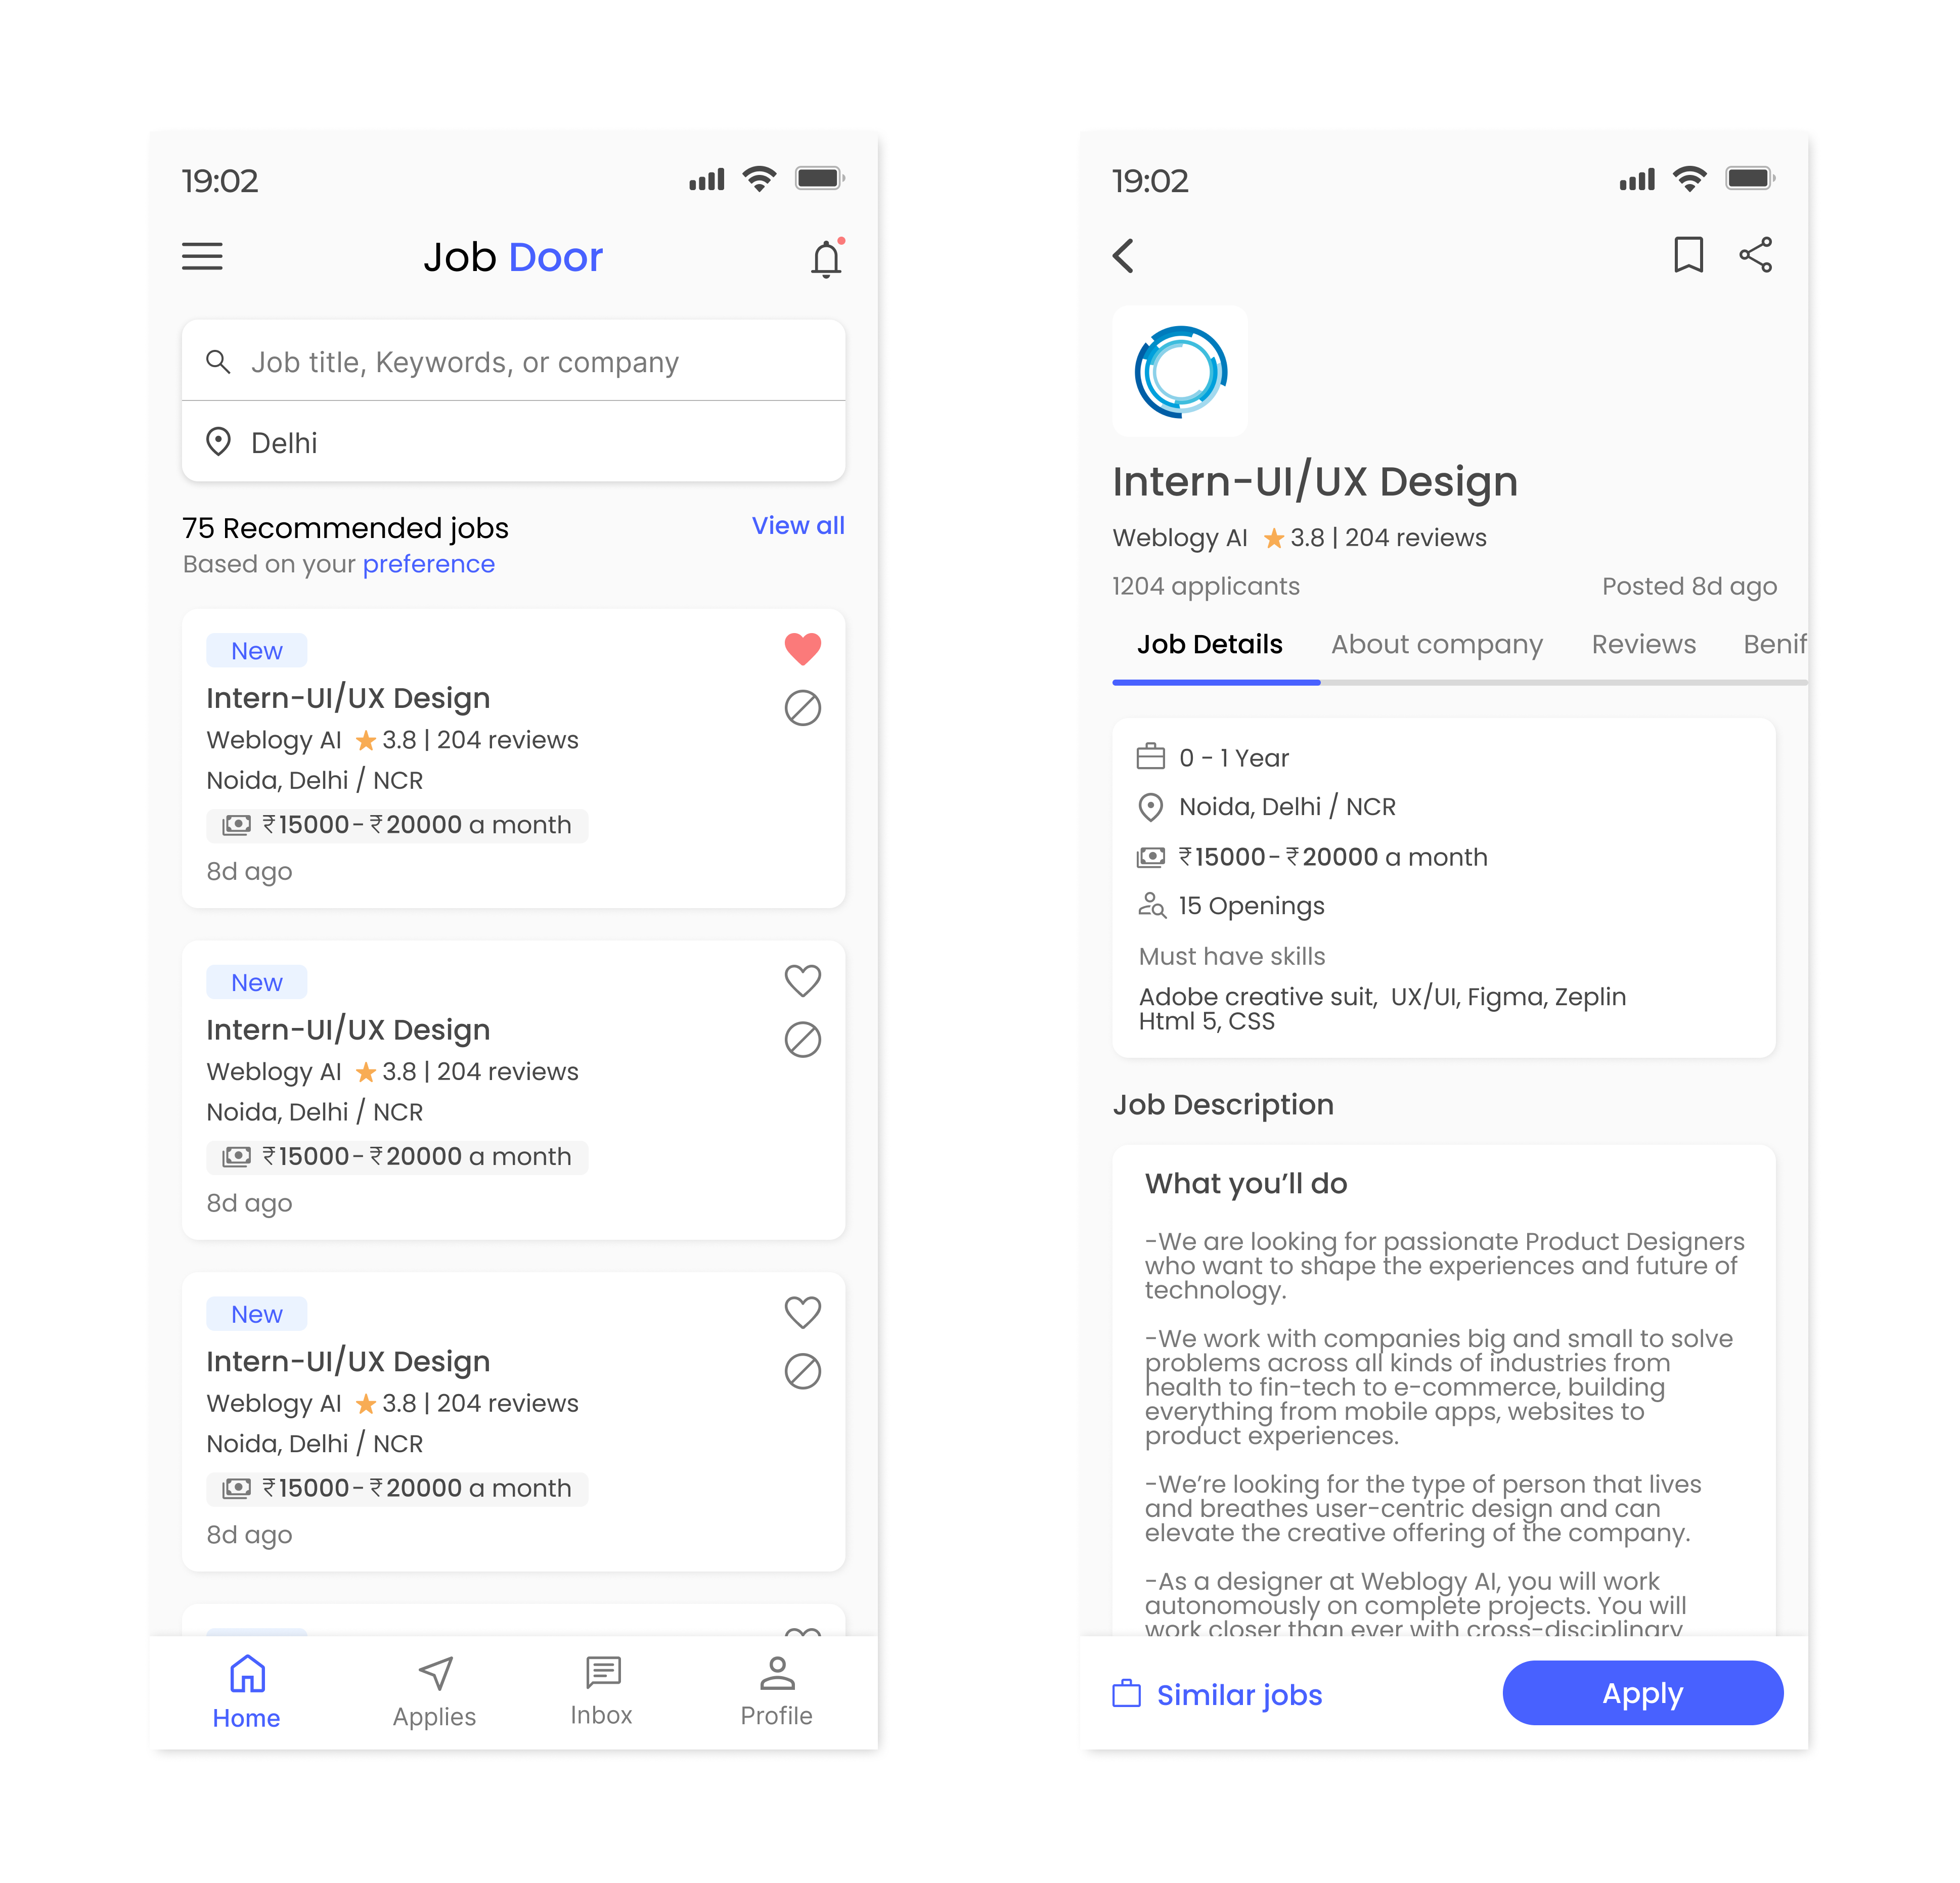 19:02
Job Door
Job title, Keywords, or company
Delhi
75 Recommended jobs
View all
Based on your preference
New
Intern-UI/UX Design
Weblogy AI 3.8 | 204 reviews
Noida, Delhi / NCR
₹15000-₹20000 a month
8d ago
New
Intern-UI/UX Design
Weblogy AI 3.8 | 204 reviews
Noida, Delhi / NCR
₹15000-₹20000 a month
8d ago
New
Intern-UI/UX Design
Weblogy AI 3.8 | 204 reviews
Noida, Delhi / NCR
₹15000-₹20000 a month
8d ago
Home
Applies
Inbox
Profile
19:02
Intern-UI/UX Design
Weblogy AI 3.8 | 204 reviews
1204 applicants
Posted 8d ago
Job Details
About company
Reviews
Benif
0 - 1 Year
Noida, Delhi / NCR
₹15000-₹20000 a month
15 Openings
Must have skills
Adobe creative suit, UX/UI, Figma, Zeplin
Html 5, CSS
Job Description
What you’ll do
-We are looking for passionate Product Designers
who want to shape the experiences and future of
technology.
-We work with companies big and small to solve
problems across all kinds of industries from
health to fin-tech to e-commerce, building
everything from mobile apps, websites to
product experiences.
-We’re looking for the type of person that lives
and breathes user-centric design and can
elevate the creative offering of the company.
-As a designer at Weblogy AI, you will work
autonomously on complete projects. You will
work closer than ever with cross-disciplinary
Similar jobs
Apply